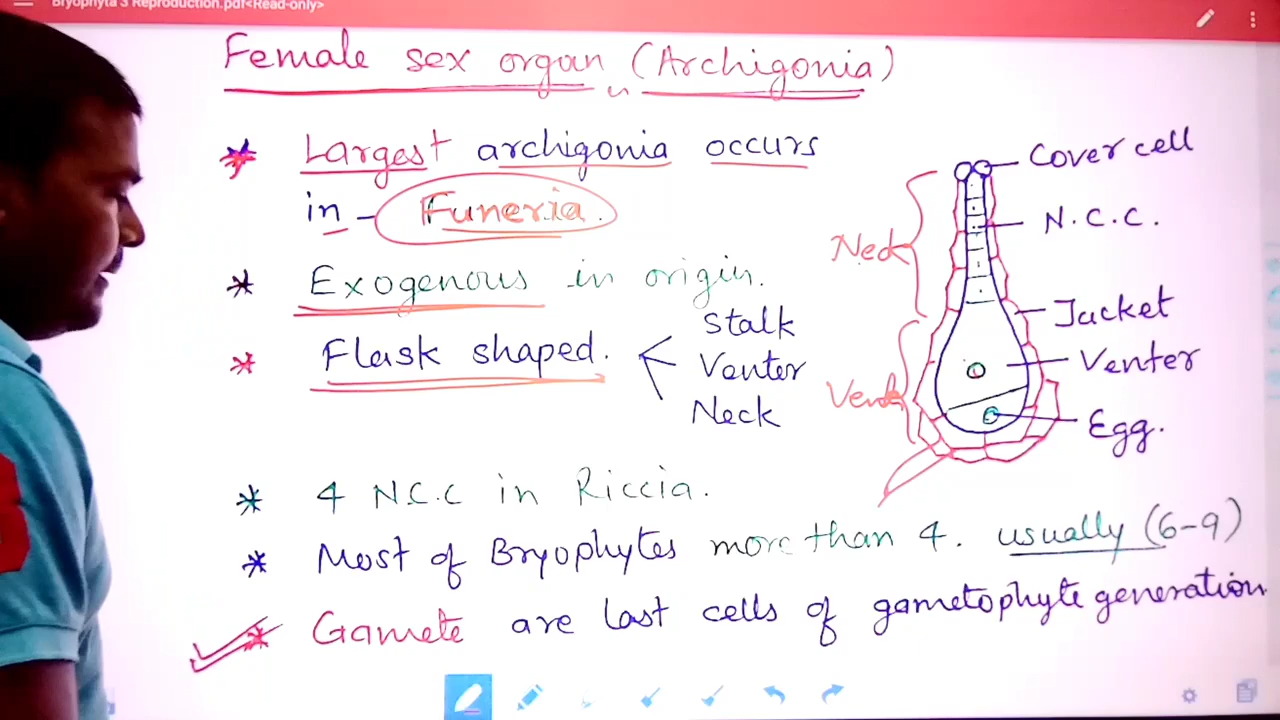 Bryophyta 3 Reproduction.pdf<Read-only>
Female sex organ (Archigonia)
* Largest archigonia occurs
in - Funeria.
* Exogenous in origin.
* Flask shaped.
Stalk
Venter
Neck
Cover cell
N.C.C.
Neck
Jacket
Venter
Egg.
* 4 N.C.C in Riccia.
* Most of Bryophytes more than 4. usually (6-9)
* Gamete are last cells of gametophyte generation